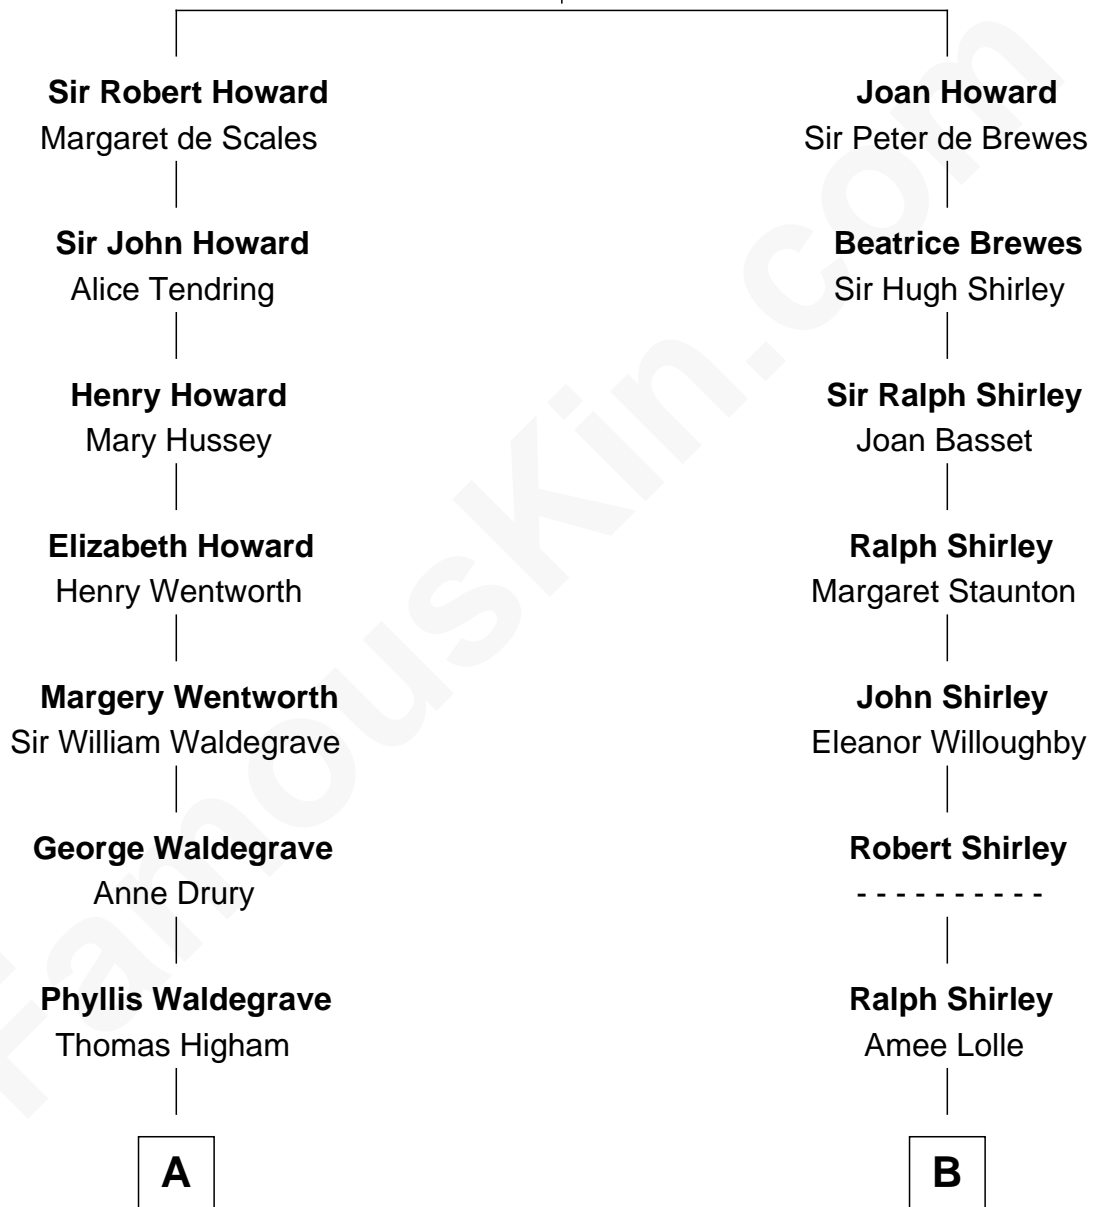 Sir Robert Howard
Margaret de Scales
Sir John Howard
Alice Tendring
Henry Howard
Mary Hussey
Elizabeth Howard
Henry Wentworth
Margery Wentworth
Sir William Waldegrave
George Waldegrave
Anne Drury
Phyllis Waldegrave
Thomas Higham
A
Joan Howard
Sir Peter de Brewes
Beatrice Brewes
Sir Hugh Shirley
Sir Ralph Shirley
Joan Basset
Ralph Shirley
Margaret Staunton
John Shirley
Eleanor Willoughby
Robert Shirley
- - - - - - - - - -
Ralph Shirley
Amee Lolle
B
FamousKin.com